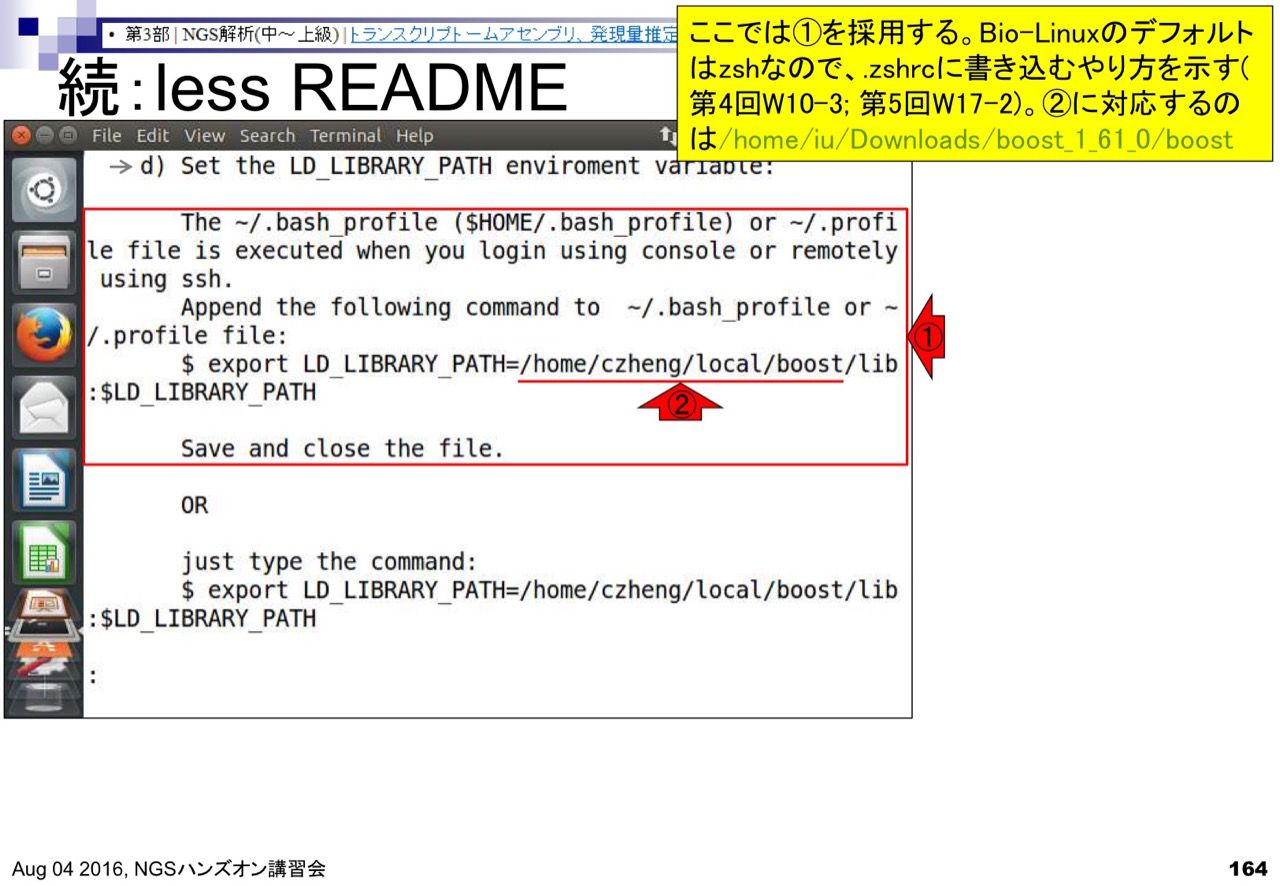 • 第3部 | NGS解析(中～上級) | トランスクリプトームアセンブリ、発現量推定
ここでは①を採用する。Bio-Linuxのデフォルト
はzshなので、.zshrcに書き込むやり方を示す(
第4回W10-3; 第5回W17-2)。②に対応するの
は/home/iu/Downloads/boost_1_61_0/boost
続：less README
File Edit View Search Terminal Help
→ d) Set the LD_LIBRARY_PATH enviroment variable:
The ~/.bash_profile ($HOME/.bash_profile) or ~/.profi
le file is executed when you login using console or remotely
using ssh.
Append the following command to  ~/.bash_profile or ~
/.profile file:
$ export LD_LIBRARY_PATH=/home/czheng/local/boost/lib
:$LD_LIBRARY_PATH
①
②
Save and close the file.
OR
just type the command:
$ export LD_LIBRARY_PATH=/home/czheng/local/boost/lib
:$LD_LIBRARY_PATH
:
Aug 04 2016, NGSハンズオン講習会
164